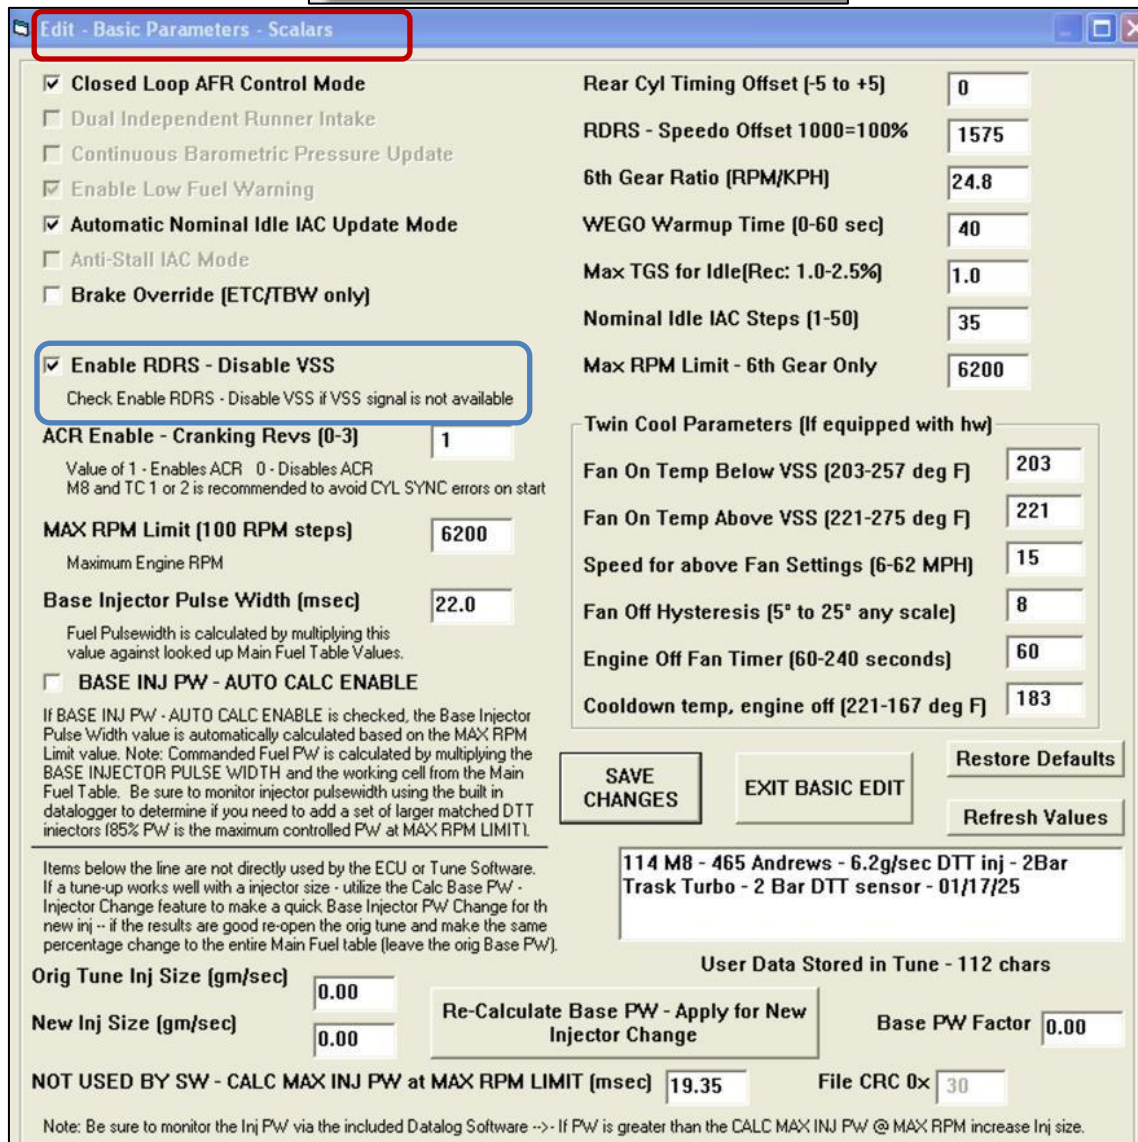 Edit - Basic Parameters - Scalars
Closed Loop AFR Control Mode
Dual Independent Runner Intake
Continuous Barometric Pressure Update
Enable Low Fuel Warning
Automatic Nominal Idle IAC Update Mode
Anti-Stall IAC Mode
Brake Override (ETC/TBW only)
Enable RDRS - Disable VSS
Check Enable RDRS - Disable VSS if VSS signal is not available
ACR Enable - Cranking Revs (0-3) 1
Value of 1 - Enables ACR 0 - Disables ACR
M8 and TC 1 or 2 is recommended to avoid CYL SYNC errors on start
MAX RPM Limit (100 RPM steps) 6200
Maximum Engine RPM
Base Injector Pulse Width (msec) 22.0
Fuel Pulsewidth is calculated by multiplying this
value against looked up Main Fuel Table Values.
BASE INJ PW - AUTO CALC ENABLE
If BASE INJ PW - AUTO CALC ENABLE is checked, the Base Injector
Pulse Width value is automatically calculated based on the MAX RPM
Limit value. Note: Commanded Fuel PW is calculated by multiplying the
BASE INJECTOR PULSE WIDTH and the working cell from the Main
Fuel Table. Be sure to monitor injector pulsewidth using the built in
datalogger to determine if you need to add a set of larger matched DTT
injectors (85% PW is the maximum controlled PW at MAX RPM LIMIT).
Items below the line are not directly used by the ECU or Tune Software.
If a tune-up works well with a injector size - utilize the Calc Base PW -
Injector Change feature to make a quick Base Injector PW Change for th
new inj -- if the results are good re-open the orig tune and make the same
percentage change to the entire Main Fuel table (leave the orig Base PW).
Rear Cyl Timing Offset (-5 to +5) 0
RDRS - Speedo Offset 1000=100% 1575
6th Gear Ratio (RPM/KPH) 24.8
WEGO Warmup Time (0-60 sec) 40
Max TGS for Idle(Rec: 1.0-2.5%) 1.0
Nominal Idle IAC Steps (1-50) 35
Max RPM Limit - 6th Gear Only 6200
Twin Cool Parameters (If equipped with hw)
Fan On Temp Below VSS (203-257 deg F) 203
Fan On Temp Above VSS (221-275 deg F) 221
Speed for above Fan Settings (6-62 MPH) 15
Fan Off Hysteresis (5° to 25° any scale) 8
Engine Off Fan Timer (60-240 seconds) 60
Cooldown temp, engine off (221-167 deg F) 183
SAVE
CHANGES
EXIT BASIC EDIT
Restore Defaults
Refresh Values
114 M8 - 465 Andrews - 6.2g/sec DTT inj - 2Bar
Trask Turbo - 2 Bar DTT sensor - 01/17/25
User Data Stored in Tune - 112 chars
Orig Tune Inj Size (gm/sec) 0.00
New Inj Size (gm/sec) 0.00
Re-Calculate Base PW - Apply for New
Injector Change
Base PW Factor 0.00
NOT USED BY SW - CALC MAX INJ PW at MAX RPM LIMIT (msec) 19.35
File CRC 0x 30
Note: Be sure to monitor the Inj PW via the included Datalog Software -->- If PW is greater than the CALC MAX INJ PW @ MAX RPM increase Inj size.